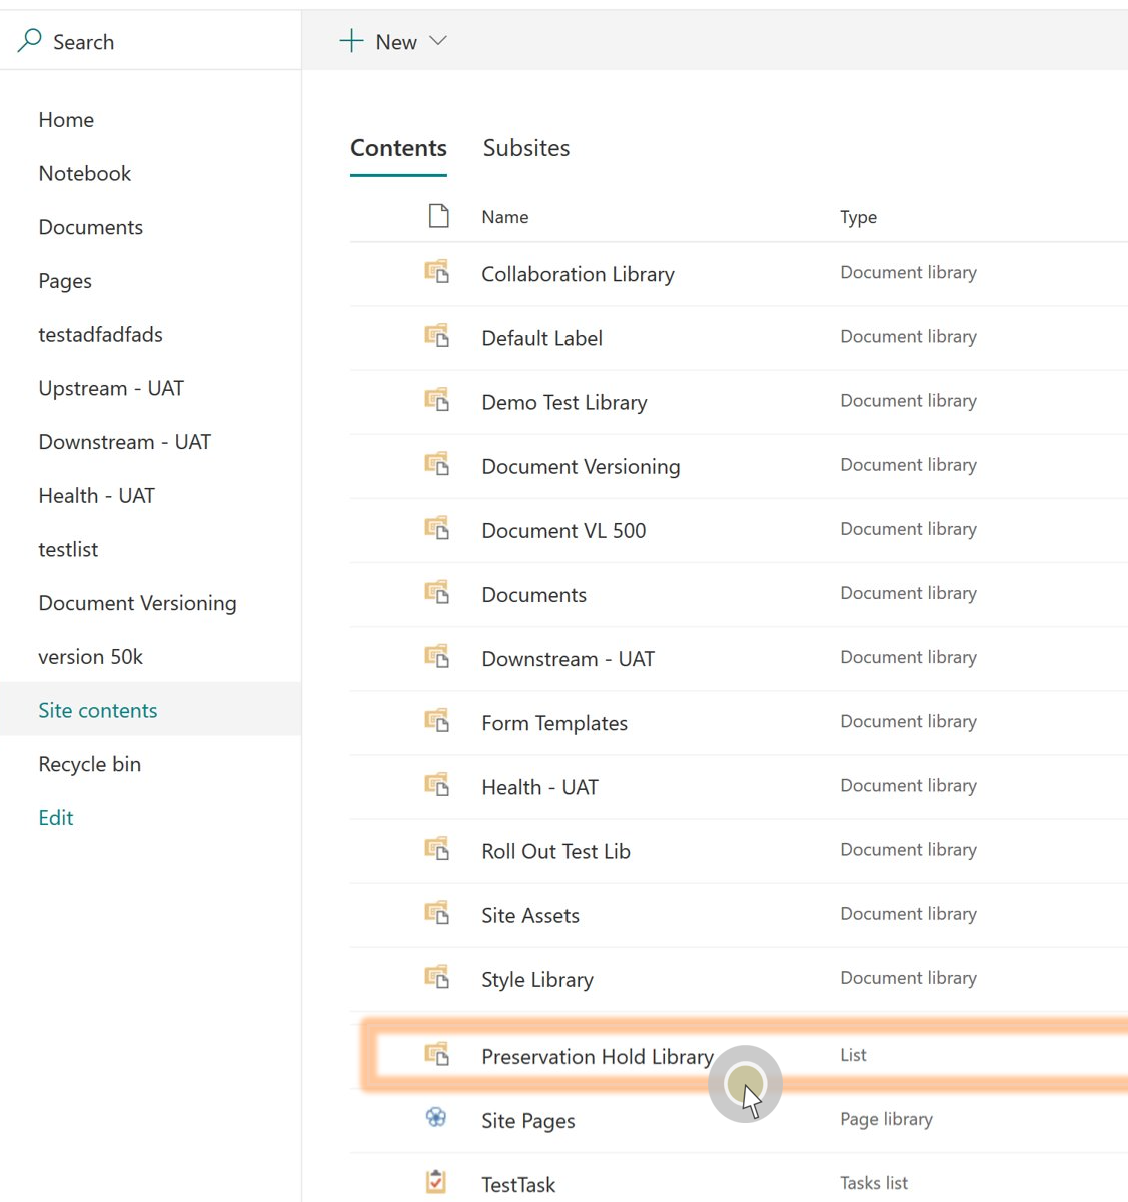 Search
New
Home
Notebook
Documents
Pages
testadfadfads
Upstream - UAT
Downstream - UAT
Health - UAT
testlist
Document Versioning
version 50k
Site contents
Recycle bin
Edit
Contents Subsites
Name Type
Collaboration Library Document library
Default Label Document library
Demo Test Library Document library
Document Versioning Document library
Document VL 500 Document library
Documents Document library
Downstream - UAT Document library
Form Templates Document library
Health - UAT Document library
Roll Out Test Lib Document library
Site Assets Document library
Style Library Document library
Preservation Hold Library List
Site Pages Page library
TestTask Tasks list